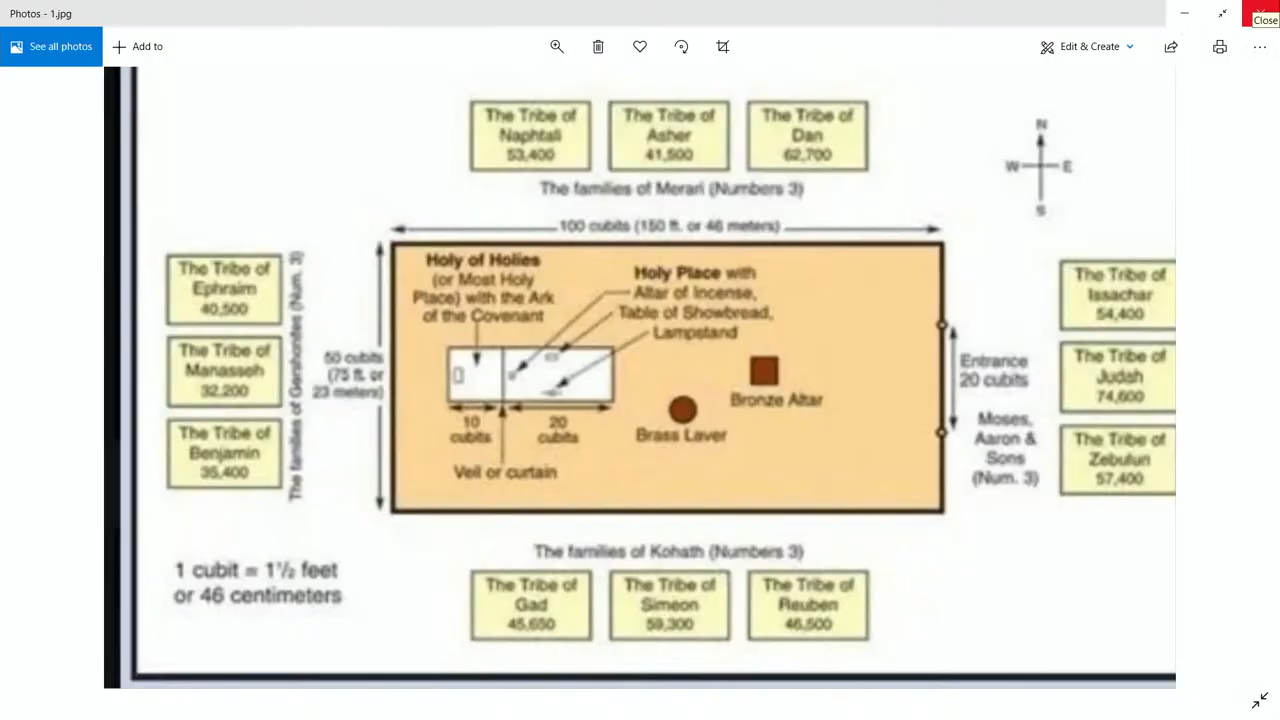 Photos - 1.jpg
Close
See all photos
Add to
Edit & Create
The Tribe of
Naphtali
53,400
The Tribe of
Asher
41,500
The Tribe of
Dan
62,700
The families of Merari (Numbers 3)
N
W
E
S
100 cubits (150 ft. or 46 meters)
The Tribe of
Ephraim
40,500
The Tribe of
Manasseh
32,200
The Tribe of
Benjamin
35,400
The families of Gershonites (Num. 3)
50 cubits
(75 ft. or
23 meters)
Holy of Holies
(or Most Holy
Place) with the Ark
of the Covenant
Holy Place with
Altar of Incense,
Table of Showbread,
Lampstand
10
cubits
20
cubits
Veil or curtain
Brass Laver
Bronze Altar
Entrance
20 cubits
Moses,
Aaron &
Sons
(Num. 3)
The Tribe of
Issachar
54,400
The Tribe of
Judah
74,600
The Tribe of
Zebulun
57,400
The families of Kohath (Numbers 3)
The Tribe of
Gad
45,650
The Tribe of
Simeon
59,300
The Tribe of
Reuben
46,500
1 cubit = 1½ feet
or 46 centimeters